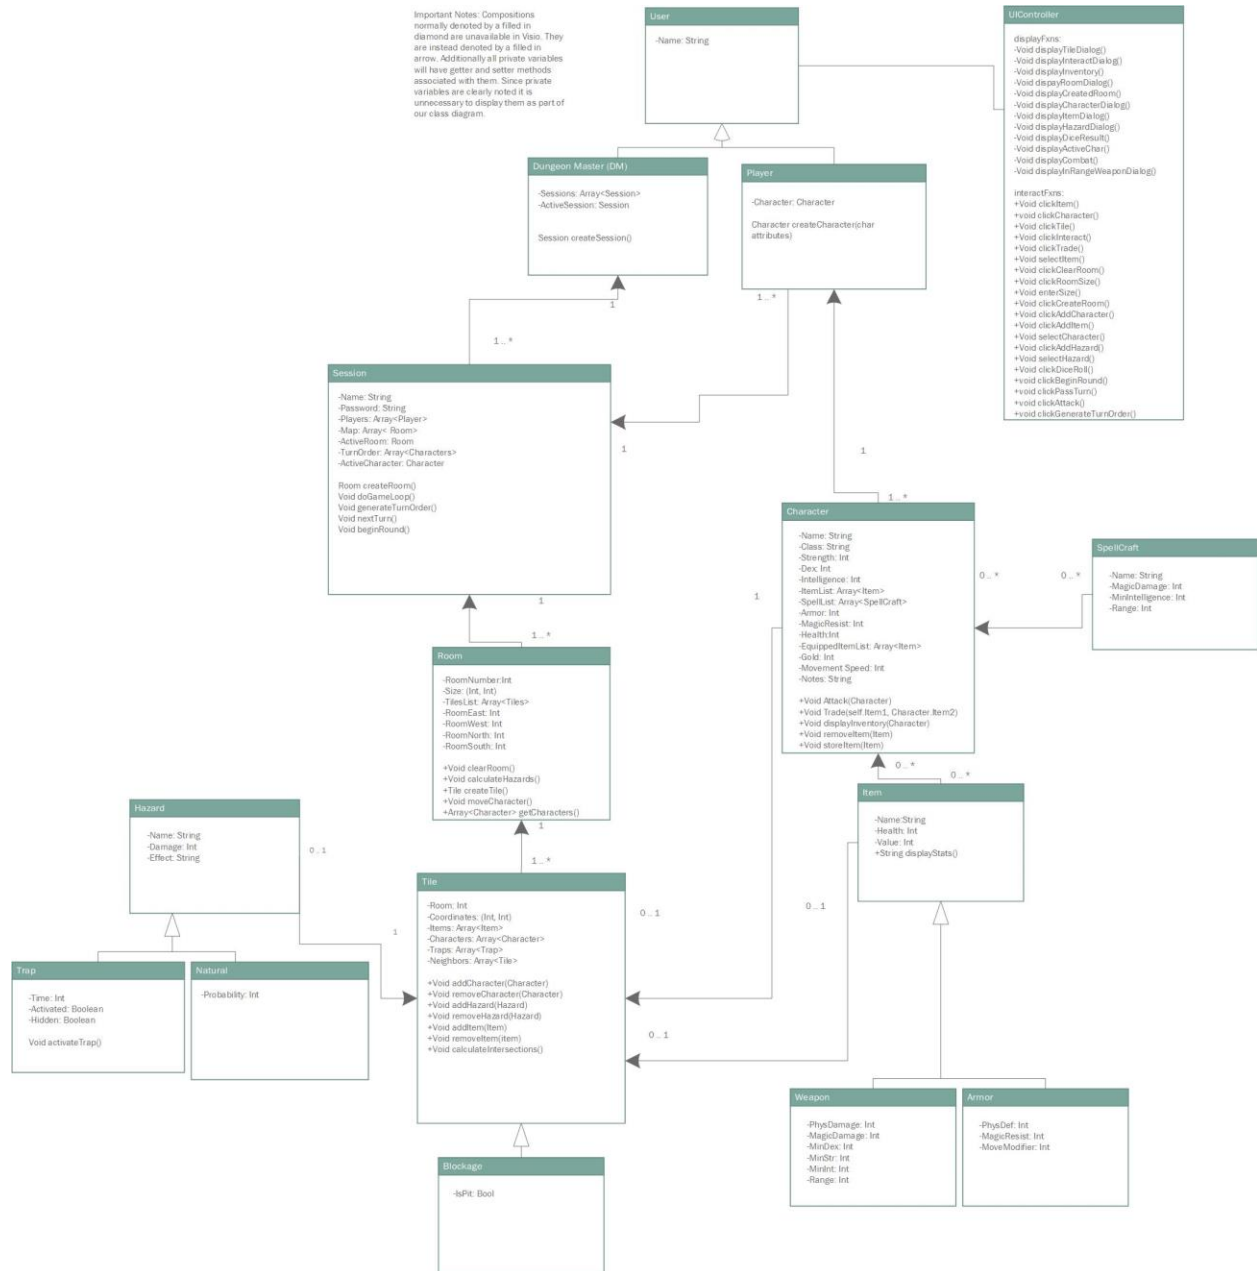 Important Notes: Compositions
normally denoted by a filled in
diamond are unavailable in Visio. They
are instead denoted by a filled in
arrow. Additionally all private variables
will have getter and setter methods
associated with them. Since private
variables are clearly noted it is
unnecessary to display them as part of
our class diagram.
User
-Name: String
UIController
displayFxns:
-Void displayTileDialog()
-Void displayInteractDialog()
-Void displayInventory()
-Void dispayRoomDialog()
-Void displayCreatedRoom()
-Void displayCharacterDialog()
-Void displayItemDialog()
-Void displayHazardDialog()
-Void displayDiceResult()
-Void displayActiveChar()
-Void displayCombat()
-Void displayInRangeWeaponDialog()
interactFxns:
+Void clickItem()
+void clickCharacter()
+Void clickTile()
+Void clickInteract()
+Void clickTrade()
+Void selectItem()
+Void clickClearRoom()
+Void clickRoomSize()
+Void enterSize()
+Void clickCreateRoom()
+Void clickAddCharacter()
+Void clickAddItem()
+Void selectCharacter()
+Void clickAddHazard()
+Void selectHazard()
+Void clickDiceRoll()
+void clickBeginRound()
+Void clickPassTurn()
+void clickAttack()
+void clickGenerateTurnOrder()
Dungeon Master (DM)
-Sessions: Array<Session>
-ActiveSession: Session
Session createSession()
Player
-Character: Character
Character createCharacter(char
attributes)
1
1..*
1..*
Session
-Name: String
-Password: String
-Players: Array<Player>
-Map: Array< Room>
-ActiveRoom: Room
-TurnOrder: Array<Characters>
-ActiveCharacter: Character
Room createRoom()
Void doGameLoop()
Void generateTurnOrder()
Void nextTurn()
Void beginRound()
1
1
1..*
Character
-Name: String
-Class: String
-Strength: Int
-Dex: Int
-Intelligence: Int
-ItemList: Array<Item>
-SpellList: Array<SpellCraft>
-Armor: Int
-MagicResist: Int
-Health:Int
-EquippedItemList: Array<Item>
-Gold: Int
-Movement Speed: Int
-Notes: String
+Void Attack(Character)
+Void Trade(self.Item1, Character.Item2)
+Void displayInventory(Character)
+Void removeItem(Item)
+Void storeItem(Item)
SpellCraft
-Name: String
-MagicDamage: Int
-MinIntelligence: Int
-Range: Int
0..*
0..*
1
1
1..*
Room
-RoomNumber:Int
-Size: (Int, Int)
-TilesList: Array<Tiles>
-RoomEast: Int
-RoomWest: Int
-RoomNorth: Int
-RoomSouth: Int
+Void clearRoom()
+Void calculateHazards()
+Tile createTile()
+Void moveCharacter()
+Array<Character> getCharacters()
0..*
0..*
Item
-Name:String
-Health: Int
-Value: Int
+String displayStats()
Hazard
-Name: String
-Damage: Int
-Effect: String
0..1
1
1..*
Tile
-Room: Int
-Coordinates: (Int, Int)
-Items: Array<Item>
-Characters: Array<Character>
-Traps: Array<Trap>
-Neighbors: Array<Tile>
+Void addCharacter(Character)
+Void removeCharacter(Character)
+Void addHazard(Hazard)
+Void removeHazard(Hazard)
+Void addItem(Item)
+Void removeItem(item)
+Void calculateIntersections()
0..1
0..1
1
0..1
Trap
-Time: Int
-Activated: Boolean
-Hidden: Boolean
Void activateTrap()
Natural
-Probability: Int
Weapon
-PhysDamage: Int
-MagicDamage: Int
-MinDex: Int
-MinStr: Int
-MinInt: Int
-Range: Int
Armor
-PhysDef: Int
-MagicResist: Int
-MoveModifier: Int
Blockage
-IsPit: Bool